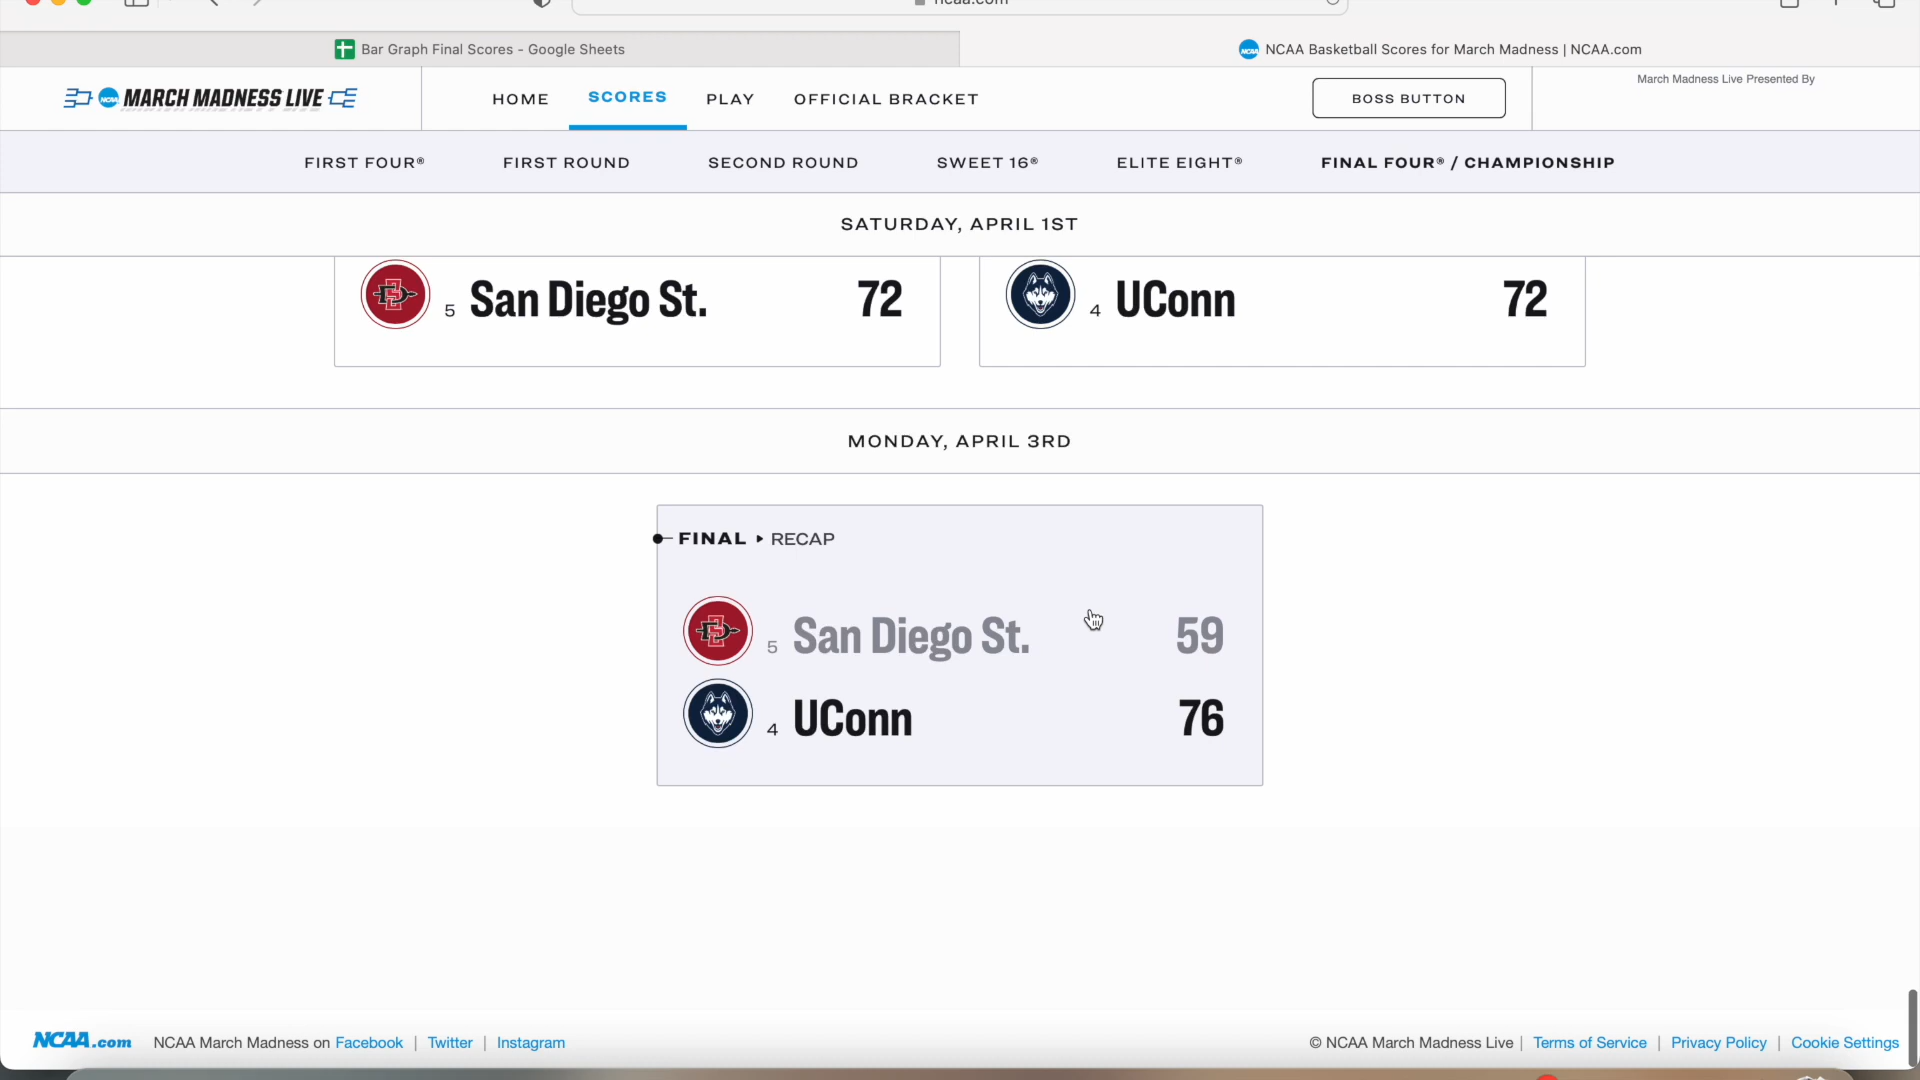 ncaa.com
Bar Graph Final Scores - Google Sheets
NCAA Basketball Scores for March Madness | NCAA.com
NCAA MARCH MADNESS LIVE
HOME
SCORES
PLAY
OFFICIAL BRACKET
BOSS BUTTON
March Madness Live Presented By
FIRST FOUR®
FIRST ROUND
SECOND ROUND
SWEET 16®
ELITE EIGHT®
FINAL FOUR® / CHAMPIONSHIP
SATURDAY, APRIL 1ST
5 San Diego St. 72
4 UConn 72
MONDAY, APRIL 3RD
FINAL ▸ RECAP
5 San Diego St. 59
4 UConn 76
NCAA.com NCAA March Madness on Facebook | Twitter | Instagram
© NCAA March Madness Live | Terms of Service | Privacy Policy | Cookie Settings